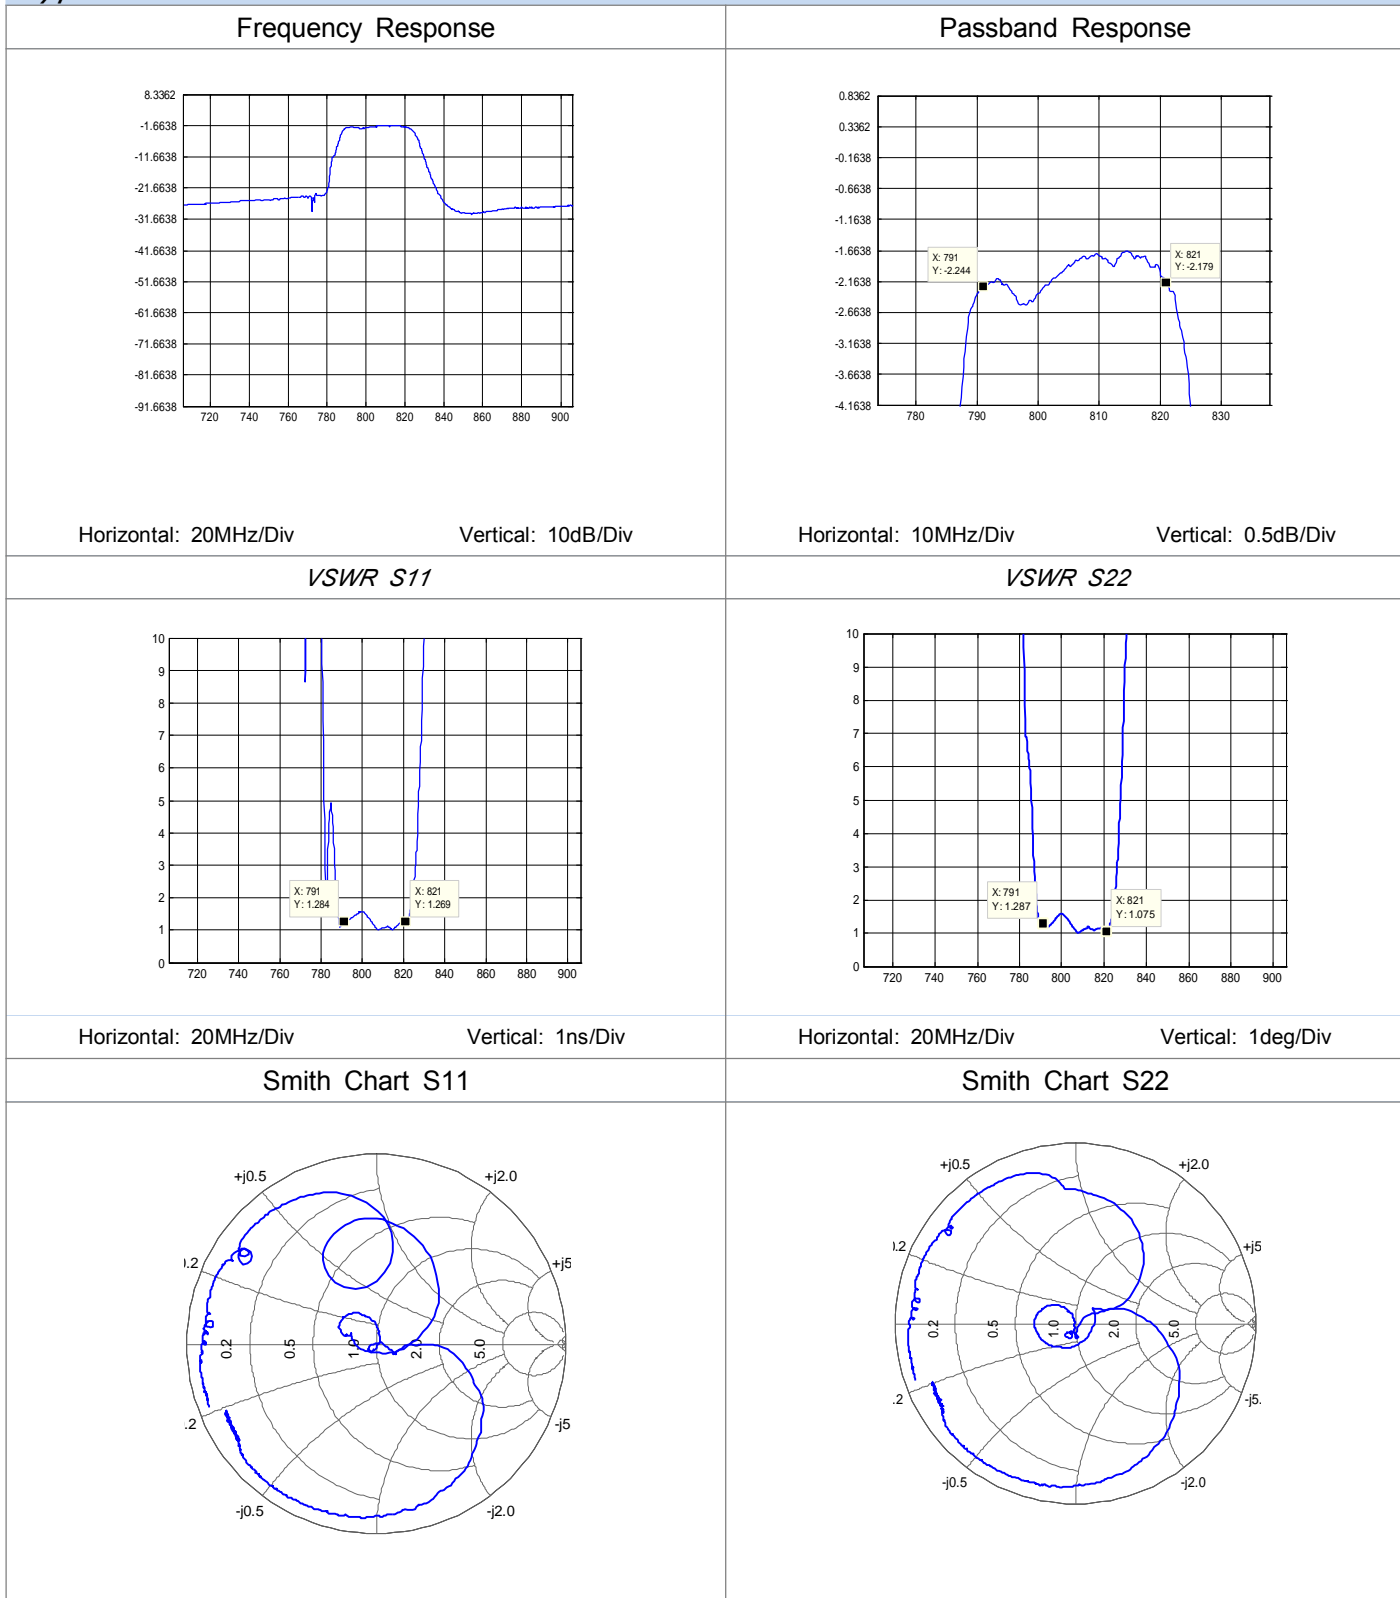 Frequency Response
Passband Response
8.3362
-1.6638
-11.6638
-21.6638
-31.6638
-41.6638
-51.6638
-61.6638
-71.6638
-81.6638
-91.6638
720 740 760 780 800 820 840 860 880 900
0.8362
0.3362
-0.1638
-0.6638
-1.1638
-1.6638
-2.1638
-2.6638
-3.1638
-3.6638
-4.1638
X: 791
Y: -2.244
X: 821
Y: -2.179
780 790 800 810 820 830
Horizontal: 20MHz/Div Vertical: 10dB/Div
Horizontal: 10MHz/Div Vertical: 0.5dB/Div
VSWR S11
VSWR S22
10
9
8
7
6
5
4
3
2
1
0
X: 791
Y: 1.284
X: 821
Y: 1.269
720 740 760 780 800 820 840 860 880 900
10
9
8
7
6
5
4
3
2
1
0
X: 791
Y: 1.287
X: 821
Y: 1.075
720 740 760 780 800 820 840 860 880 900
Horizontal: 20MHz/Div Vertical: 1ns/Div
Horizontal: 20MHz/Div Vertical: 1deg/Div
Smith Chart S11
Smith Chart S22
+j0.5 +j2.0
.2 +j5
0.2 0.5 1.0 2.0 5.0
.2 -j5
-j0.5 -j2.0
+j0.5 +j2.0
.2 +j5
0.2 0.5 1.0 2.0 5.0
.2 -j5.
-j0.5 -j2.0